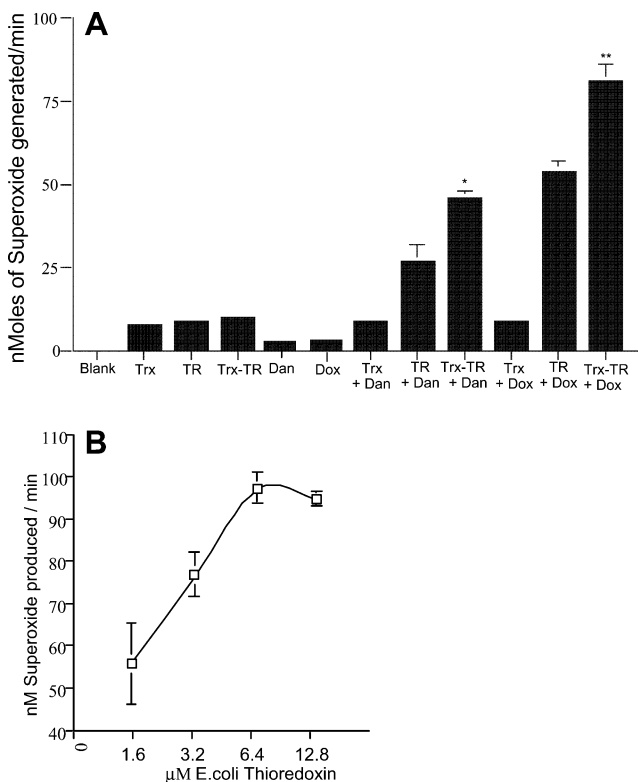 A
nMoles of Superoxide generated/min
100
75
50
25
0
*
**
Blank Trx TR Trx-TR Dan Dox Trx + Dan TR + Dan Trx-TR + Dan Trx + Dox TR + Dox Trx-TR + Dox
B
nM Superoxide produced / min
110
100
90
80
70
60
50
40
0 1.6 3.2 6.4 12.8
µM E.coli Thioredoxin